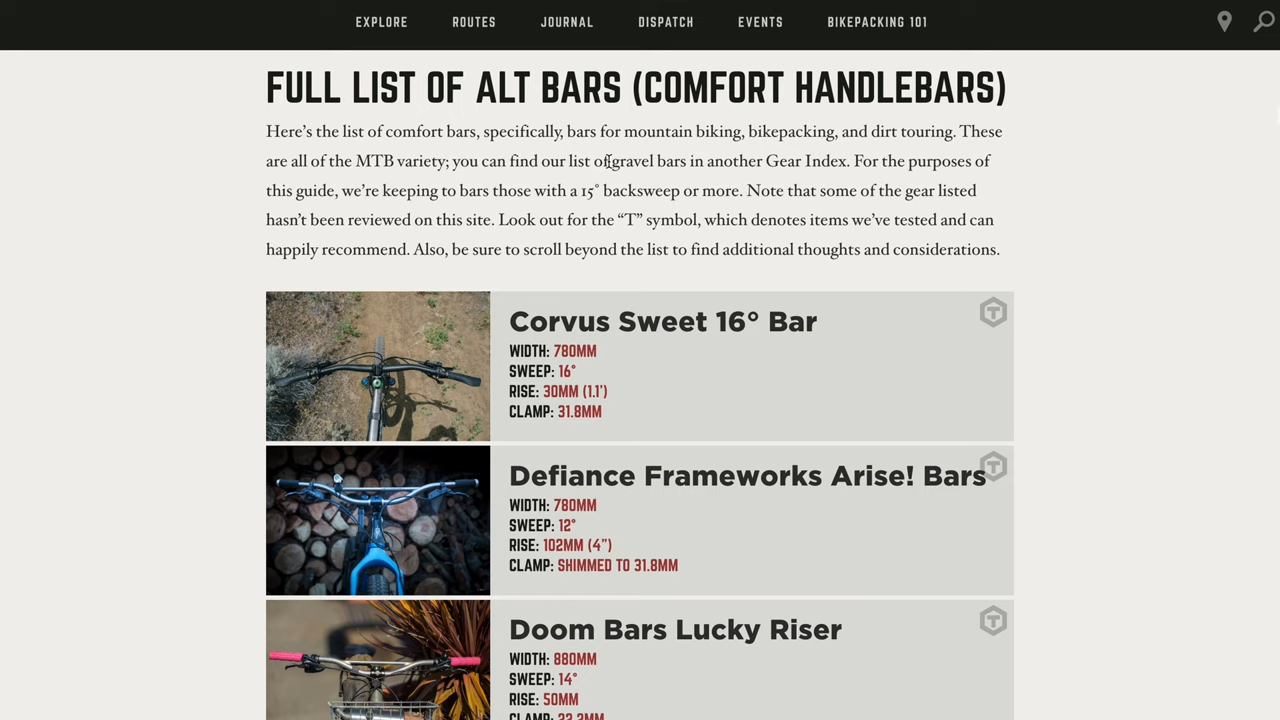 EXPLORE ROUTES JOURNAL DISPATCH EVENTS BIKEPACKING 101
FULL LIST OF ALT BARS (COMFORT HANDLEBARS)
Here's the list of comfort bars, specifically, bars for mountain biking, bikepacking, and dirt touring. These
are all of the MTB variety; you can find our list of gravel bars in another Gear Index. For the purposes of
this guide, we're keeping to bars those with a 15° backsweep or more. Note that some of the gear listed
hasn't been reviewed on this site. Look out for the “T” symbol, which denotes items we've tested and can
happily recommend. Also, be sure to scroll beyond the list to find additional thoughts and considerations.
Corvus Sweet 16° Bar
T
WIDTH: 780MM
SWEEP: 16°
RISE: 30MM (1.1')
CLAMP: 31.8MM
Defiance Frameworks Arise! Bars
T
WIDTH: 780MM
SWEEP: 12°
RISE: 102MM (4”)
CLAMP: SHIMMED TO 31.8MM
Doom Bars Lucky Riser
T
WIDTH: 880MM
SWEEP: 14°
RISE: 50MM
CLAMP: 22.2MM